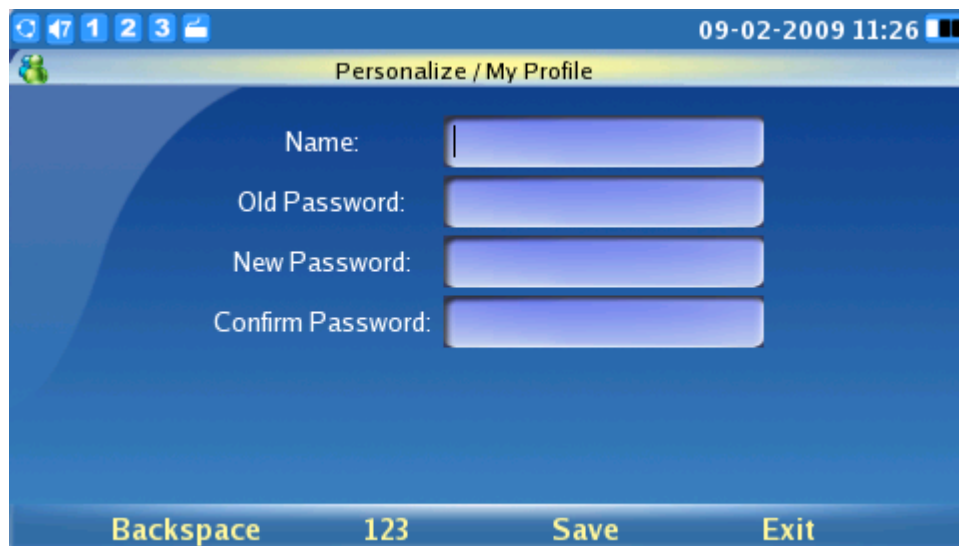 7 1 2 3 09-02-2009 11:26
Personalize / My Profile
Name:
Old Password:
New Password:
Confirm Password:
Backspace 123 Save Exit